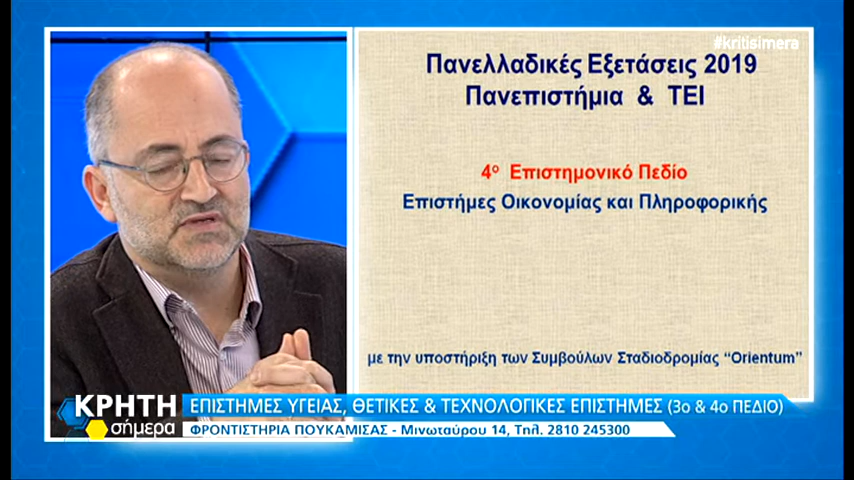 #kritisimera
Πανελλαδικές Εξετάσεις 2019
Πανεπιστήμια & ΤΕΙ
4º Επιστημονικό Πεδίο
Επιστήμες Οικονομίας και Πληροφορικής
με την υποστήριξη των Συμβούλων Σταδιοδρομίας “Orientum”
ΚΡΗΤΗ
σήμερα
ΕΠΙΣΤΗΜΕΣ ΥΓΕΙΑΣ, ΘΕΤΙΚΕΣ & ΤΕΧΝΟΛΟΓΙΚΕΣ ΕΠΙΣΤΗΜΕΣ (3ο & 4ο ΠΕΔΙΟ)
ΦΡΟΝΤΙΣΤΗΡΙΑ ΠΟΥΚΑΜΙΣΑΣ - Μινωταύρου 14, Τηλ. 2810 245300